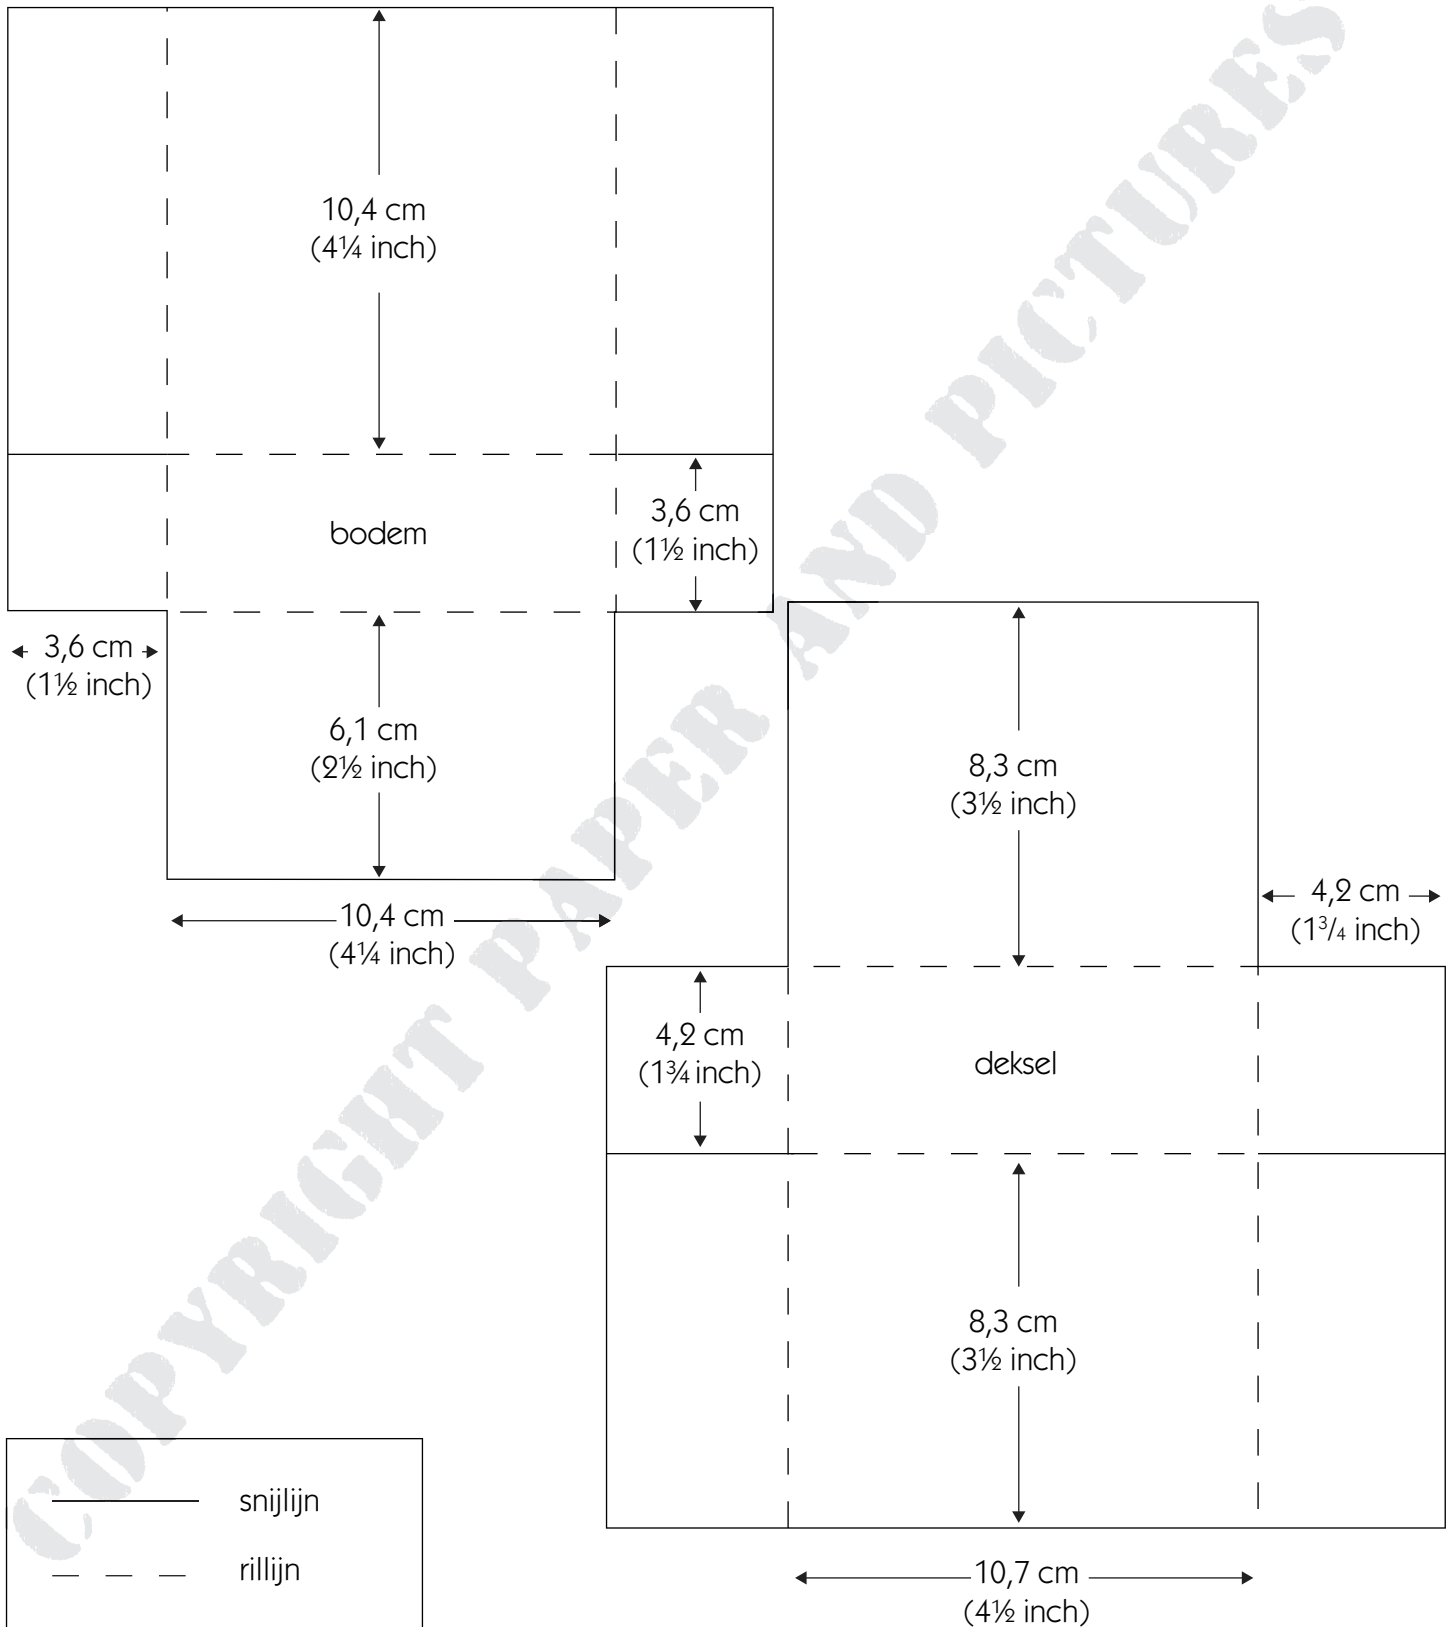 10,4 cm
(4¼ inch)
bodem
3,6 cm
(1½ inch)
3,6 cm
(1½ inch)
6,1 cm
(2½ inch)
10,4 cm
(4¼ inch)
8,3 cm
(3½ inch)
4,2 cm
(1³/₄ inch)
4,2 cm
(1¾ inch)
deksel
8,3 cm
(3½ inch)
10,7 cm
(4½ inch)
snijlijn
rillijn
COPYRIGHT PAPER AND PICTURES